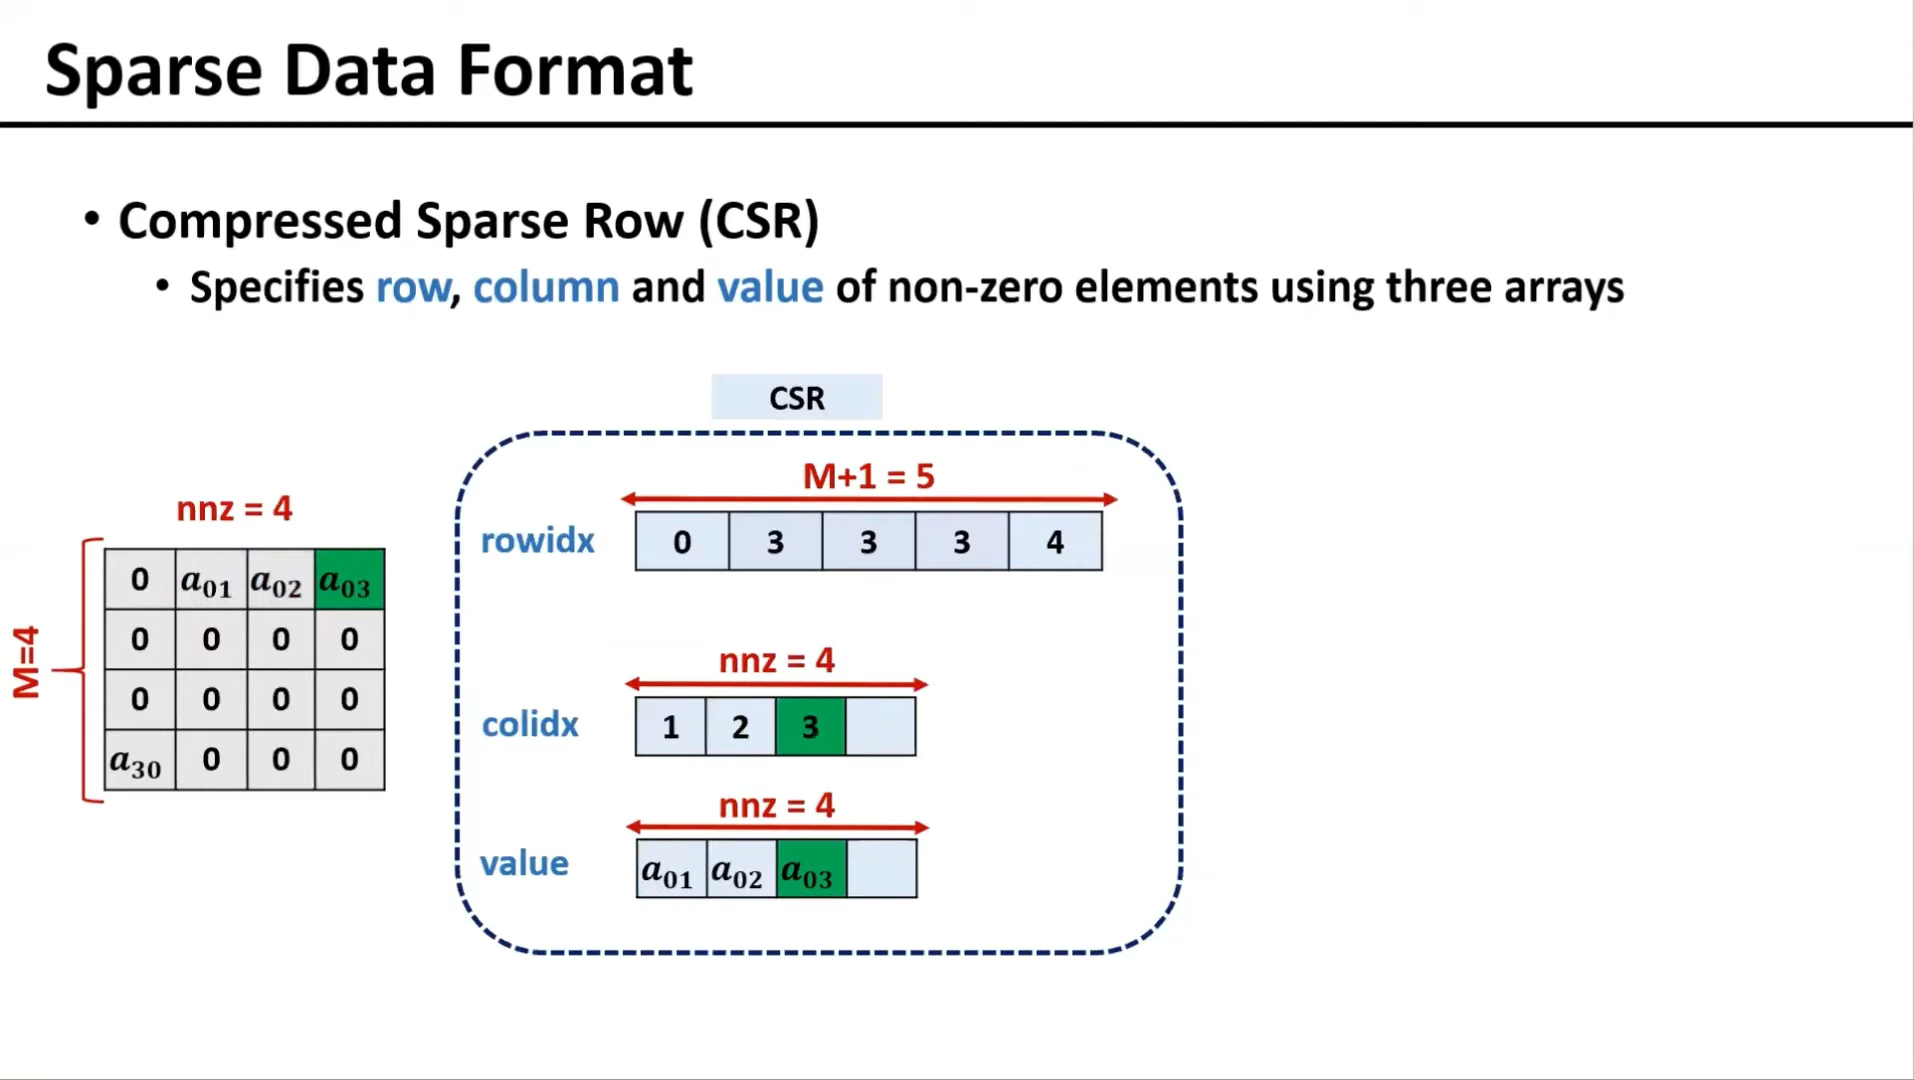 Sparse Data Format
• Compressed Sparse Row (CSR)
• Specifies row, column and value of non-zero elements using three arrays
CSR
M+1 = 5
rowidx 0 3 3 3 4
nnz = 4
M=4
0 a01 a02 a03
0 0 0 0
0 0 0 0
a30 0 0 0
nnz = 4
colidx 1 2 3
nnz = 4
value a01 a02 a03